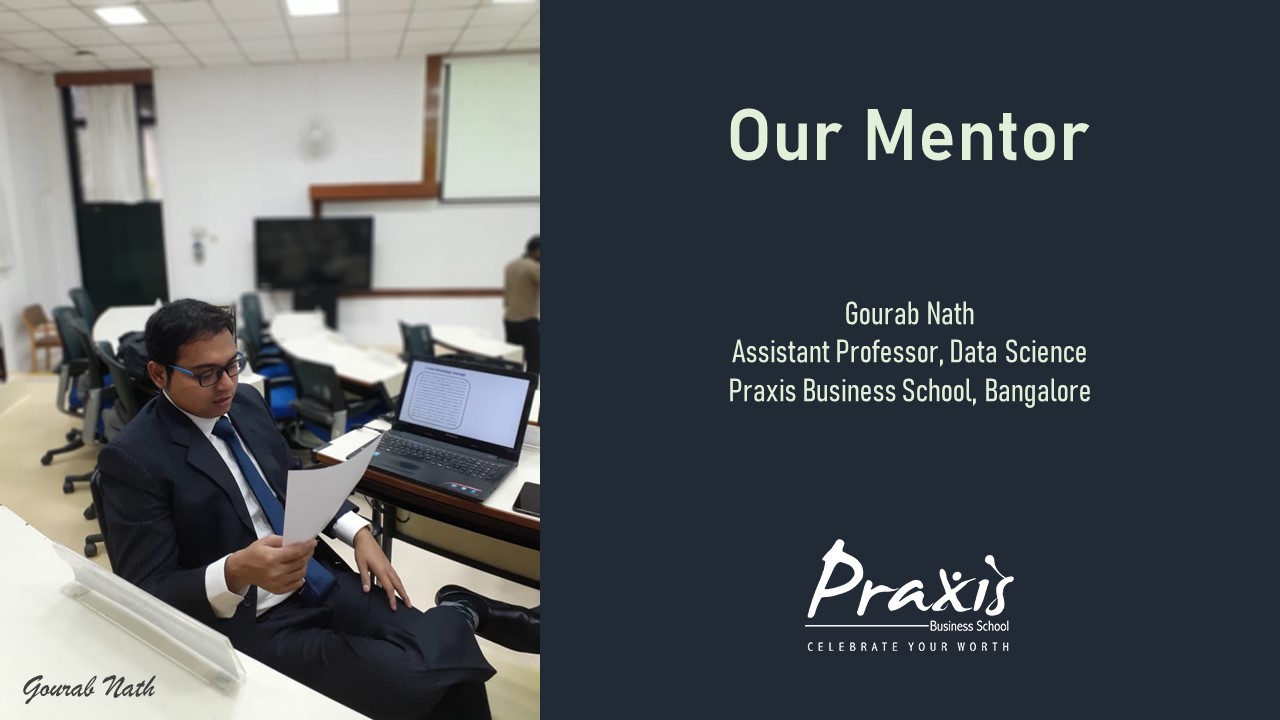 Our Mentor
Gourab Nath
Assistant Professor, Data Science
Praxis Business School, Bangalore
Praxis
Business School
CELEBRATE YOUR WORTH
Gourab Nath